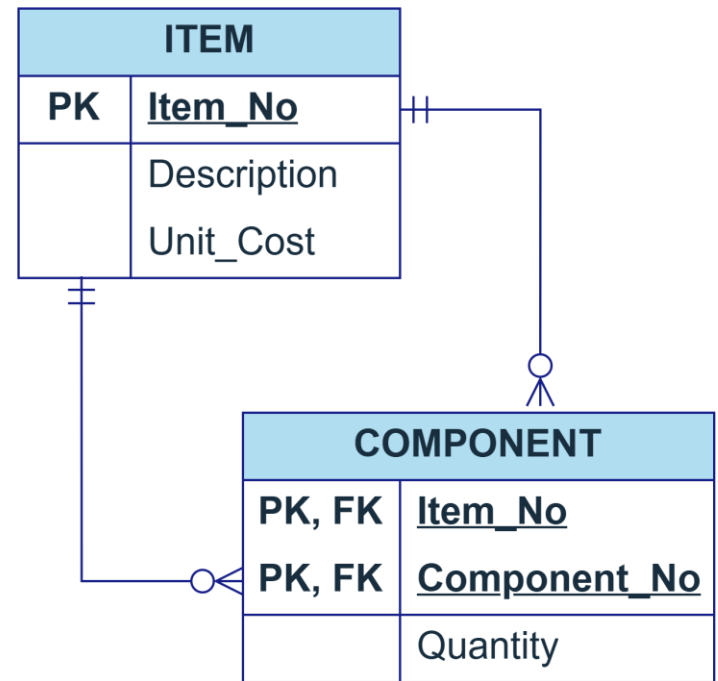 ITEM
PK Item_No
Description
Unit_Cost
COMPONENT
PK, FK Item_No
PK, FK Component_No
Quantity